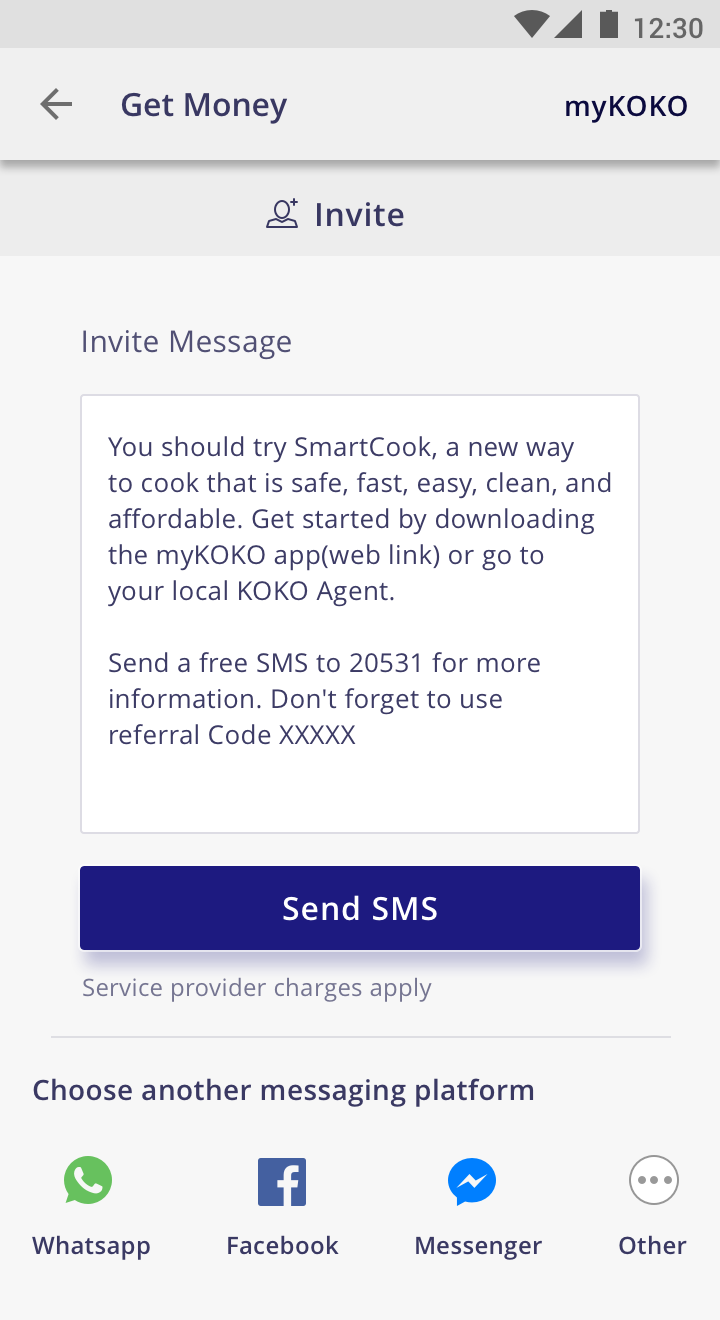 12:30
Get Money
myKOKO
Invite
Invite Message
You should try SmartCook, a new way
to cook that is safe, fast, easy, clean, and
affordable. Get started by downloading
the myKOKO app(web link) or go to
your local KOKO Agent.
Send a free SMS to 20531 for more
information. Don't forget to use
referral Code XXXXX
Send SMS
Service provider charges apply
Choose another messaging platform
Whatsapp
Facebook
Messenger
Other